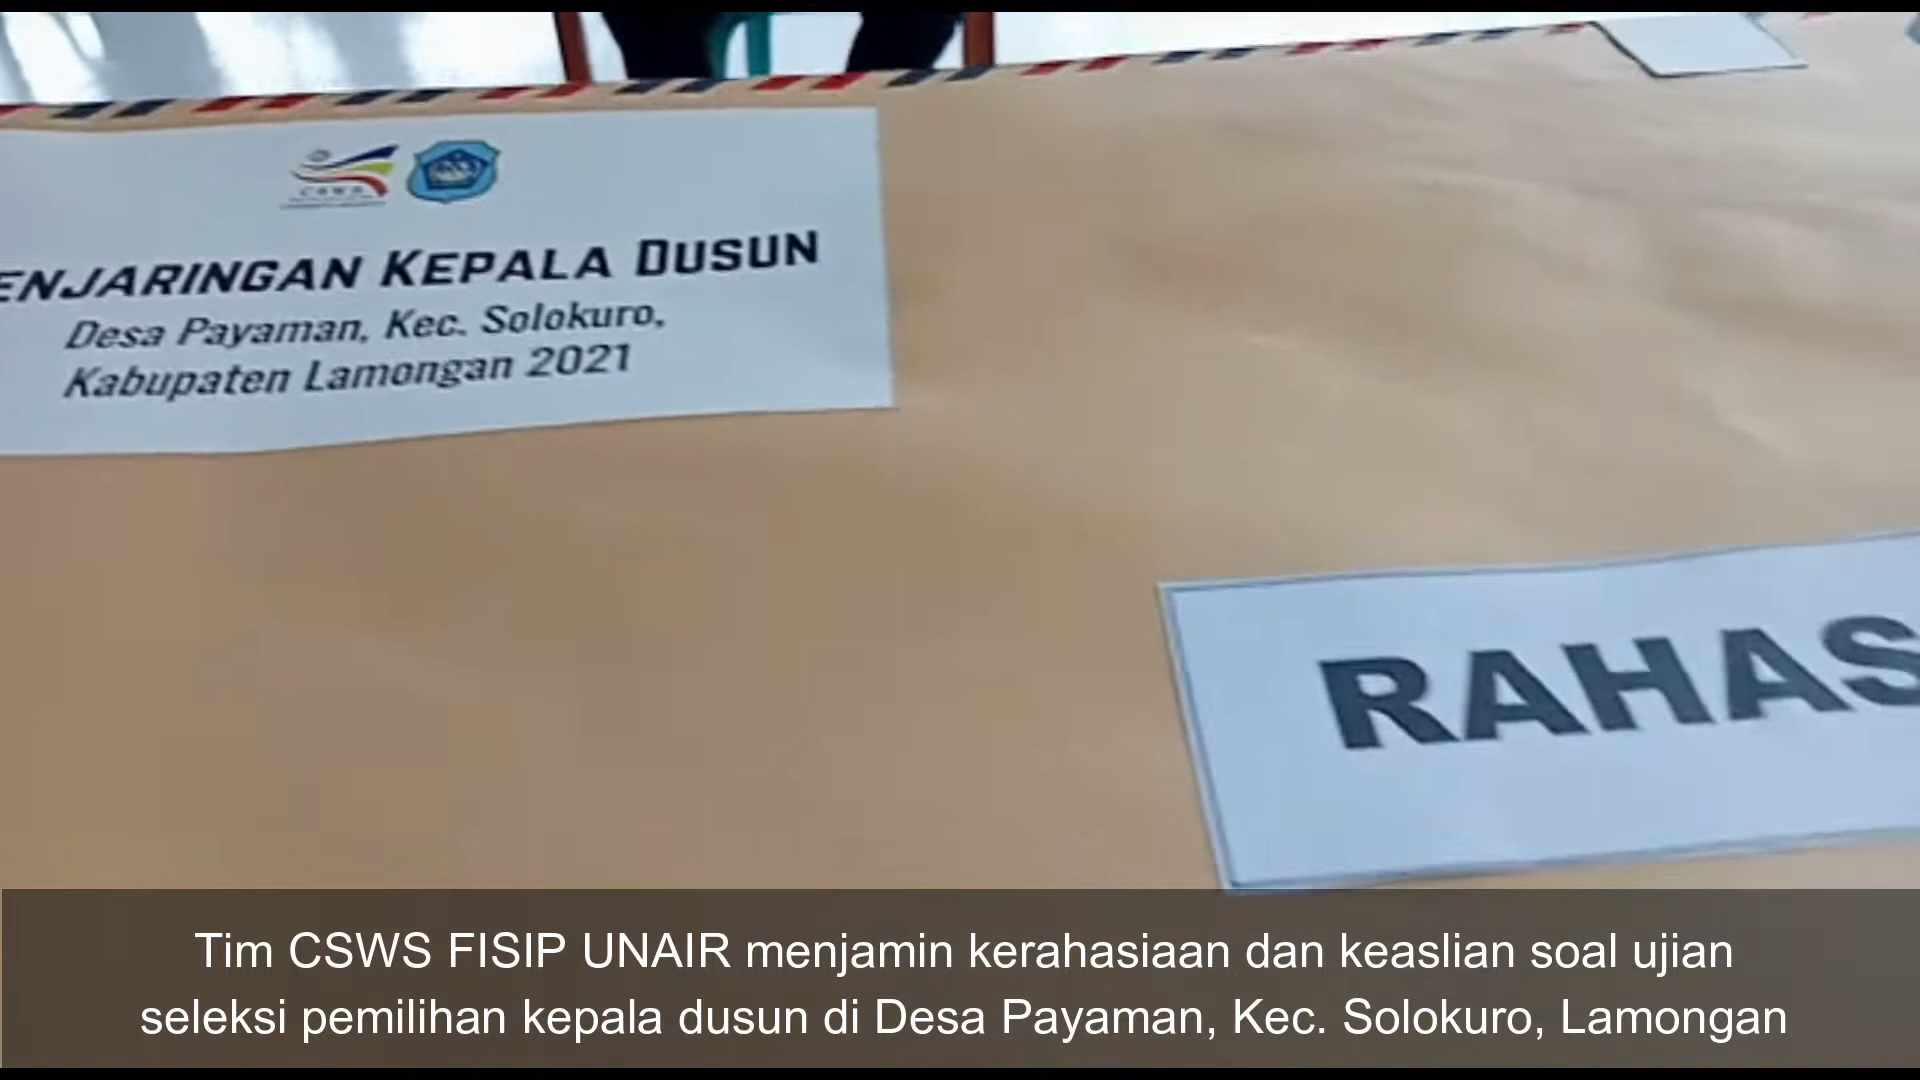 ENJARINGAN KEPALA DUSUN
Desa Payaman, Kec. Solokuro,
Kabupaten Lamongan 2021
RAHAS
Tim CSWS FISIP UNAIR menjamin kerahasiaan dan keaslian soal ujian
seleksi pemilihan kepala dusun di Desa Payaman, Kec. Solokuro, Lamongan